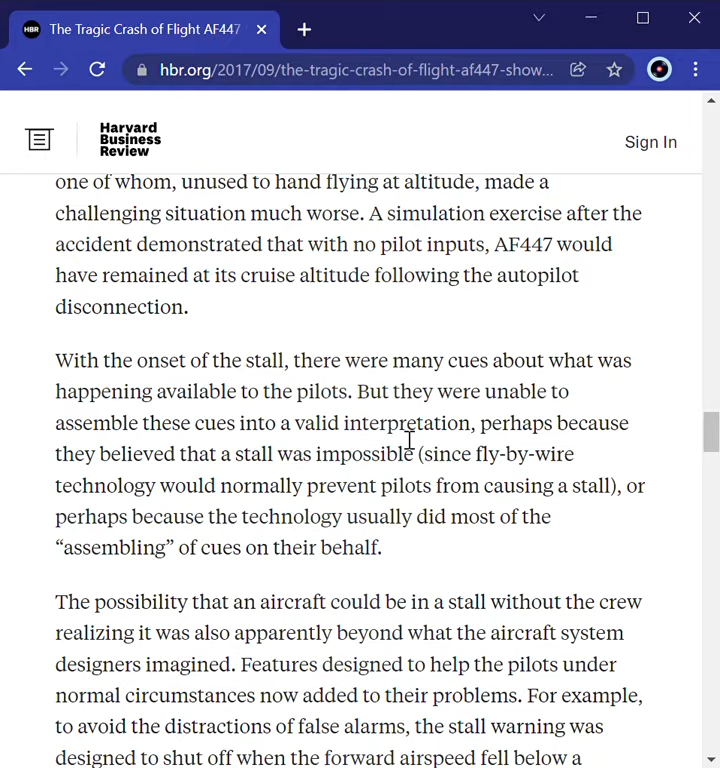 HBR The Tragic Crash of Flight AF447
hbr.org/2017/09/the-tragic-crash-of-flight-af447-show...
Harvard
Business
Review
Sign In
one of whom, unused to hand flying at altitude, made a
challenging situation much worse. A simulation exercise after the
accident demonstrated that with no pilot inputs, AF447 would
have remained at its cruise altitude following the autopilot
disconnection.
With the onset of the stall, there were many cues about what was
happening available to the pilots. But they were unable to
assemble these cues into a valid interpretation, perhaps because
they believed that a stall was impossible (since fly-by-wire
technology would normally prevent pilots from causing a stall), or
perhaps because the technology usually did most of the
“assembling” of cues on their behalf.
The possibility that an aircraft could be in a stall without the crew
realizing it was also apparently beyond what the aircraft system
designers imagined. Features designed to help the pilots under
normal circumstances now added to their problems. For example,
to avoid the distractions of false alarms, the stall warning was
designed to shut off when the forward airspeed fell below a